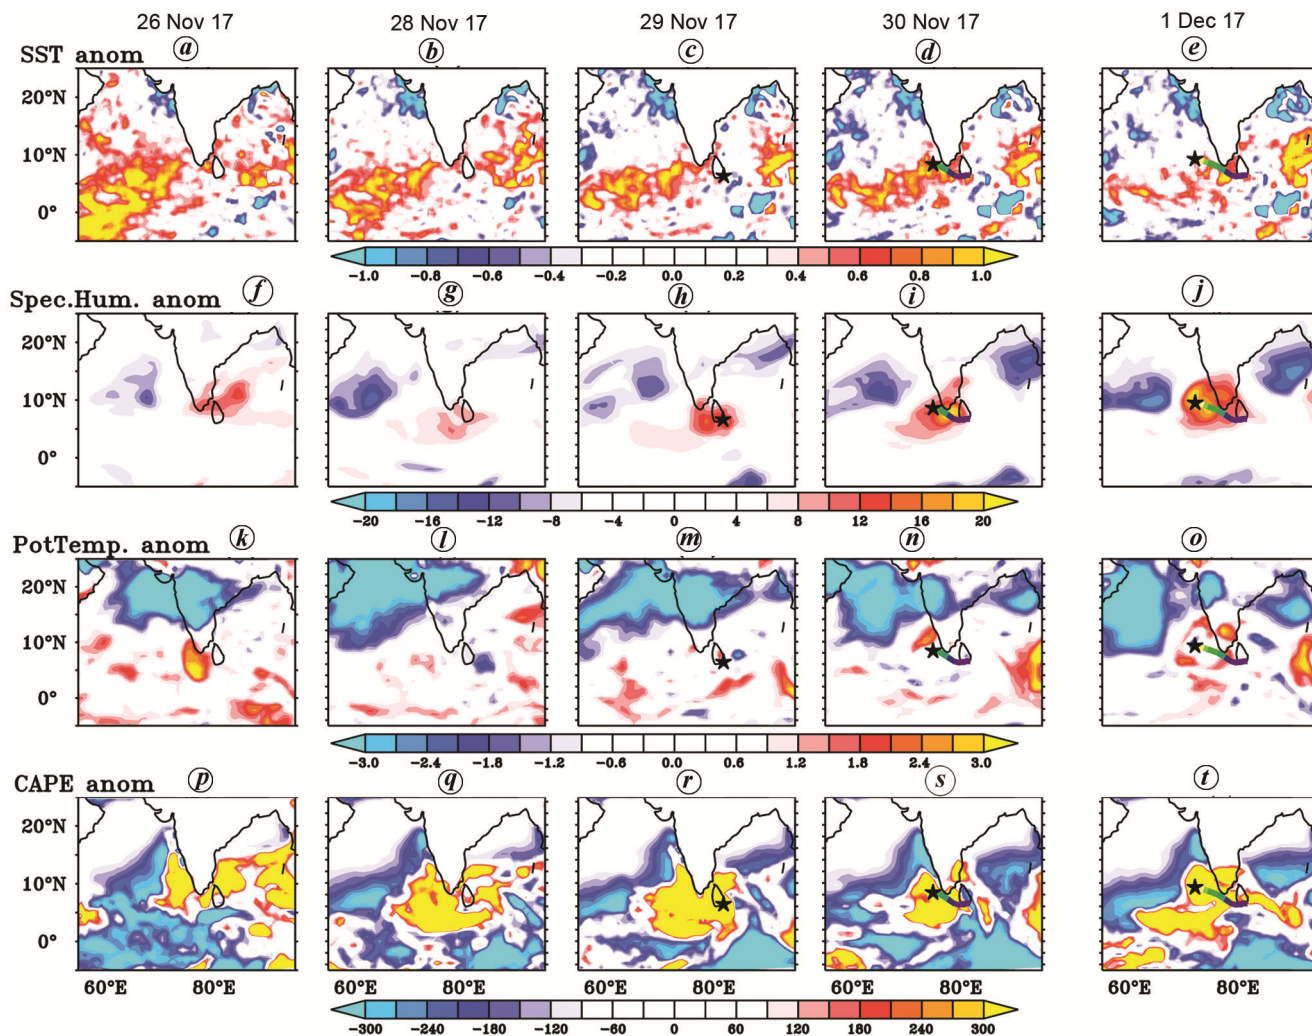 26 Nov 17 28 Nov 17 29 Nov 17 30 Nov 17 1 Dec 17
SST anom a b c d e
20°N
10°N
0°
-1.0 -0.8 -0.6 -0.4 -0.2 0.0 0.2 0.4 0.6 0.8 1.0
Spec.Hum. anom f g h i j
20°N
10°N
0°
-20 -16 -12 -8 -4 0 4 8 12 16 20
PotTemp. anom k l m n o
20°N
10°N
0°
-3.0 -2.4 -1.8 -1.2 -0.6 0.0 0.6 1.2 1.8 2.4 3.0
CAPE anom p q r s t
20°N
10°N
0°
60°E 80°E 60°E 80°E 60°E 80°E 60°E 80°E 60°E 80°E
-300 -240 -180 -120 -60 0 60 120 180 240 300